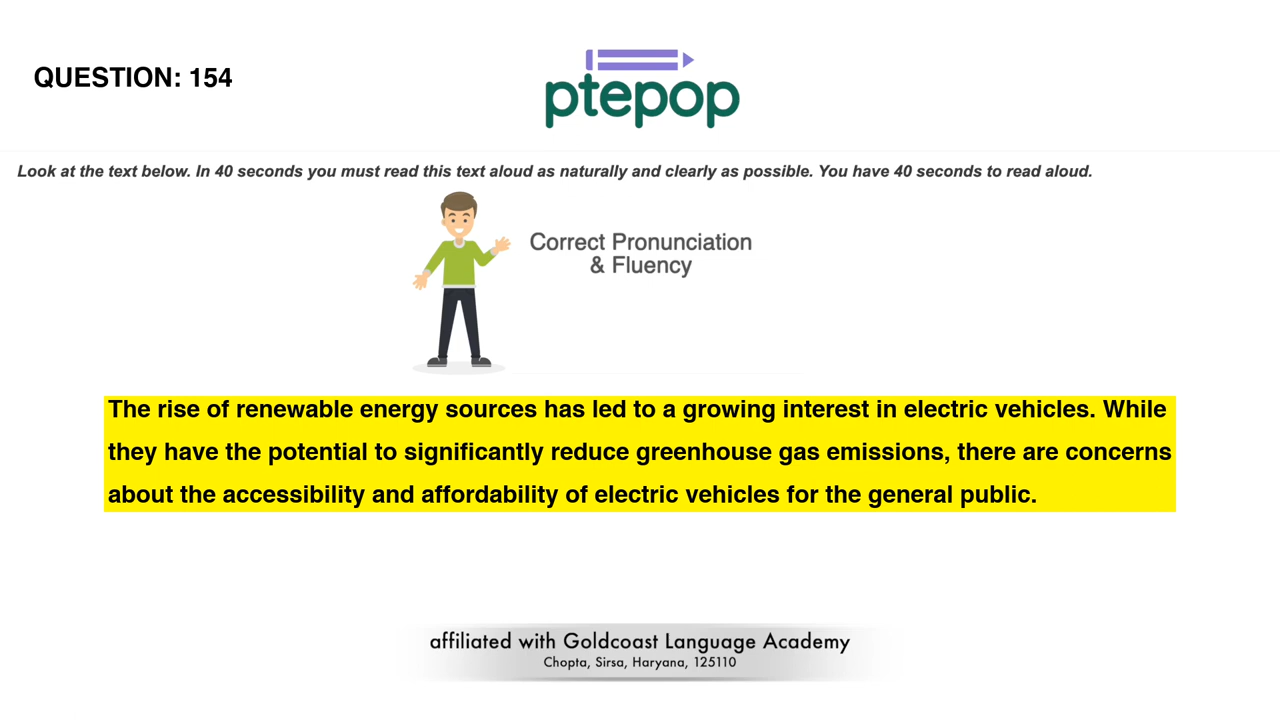 QUESTION: 154
ptepop
Look at the text below. In 40 seconds you must read this text aloud as naturally and clearly as possible. You have 40 seconds to read aloud.
Correct Pronunciation
& Fluency
The rise of renewable energy sources has led to a growing interest in electric vehicles. While
they have the potential to significantly reduce greenhouse gas emissions, there are concerns
about the accessibility and affordability of electric vehicles for the general public.
affiliated with Goldcoast Language Academy
Chopta, Sirsa, Haryana, 125110